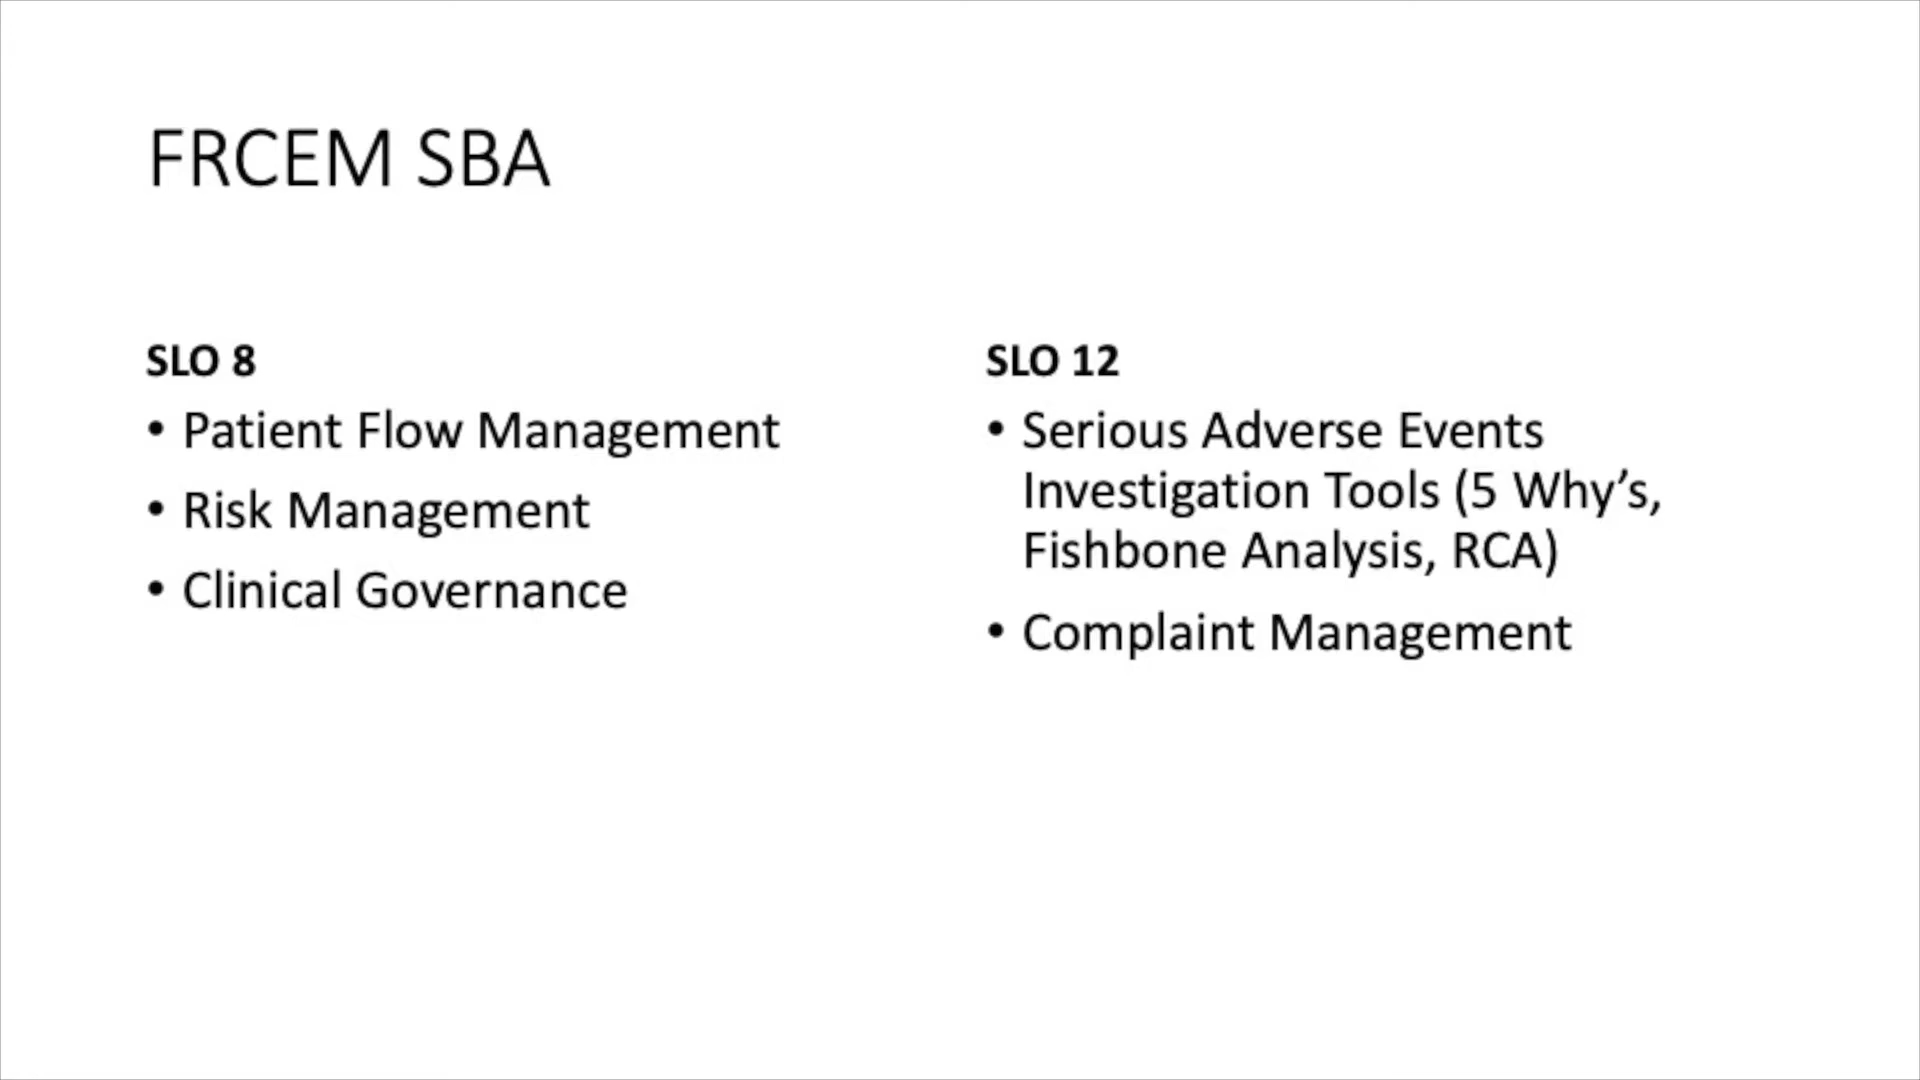 FRCEM SBA
SLO 8
• Patient Flow Management
• Risk Management
• Clinical Governance
SLO 12
• Serious Adverse Events
Investigation Tools (5 Why’s,
Fishbone Analysis, RCA)
• Complaint Management